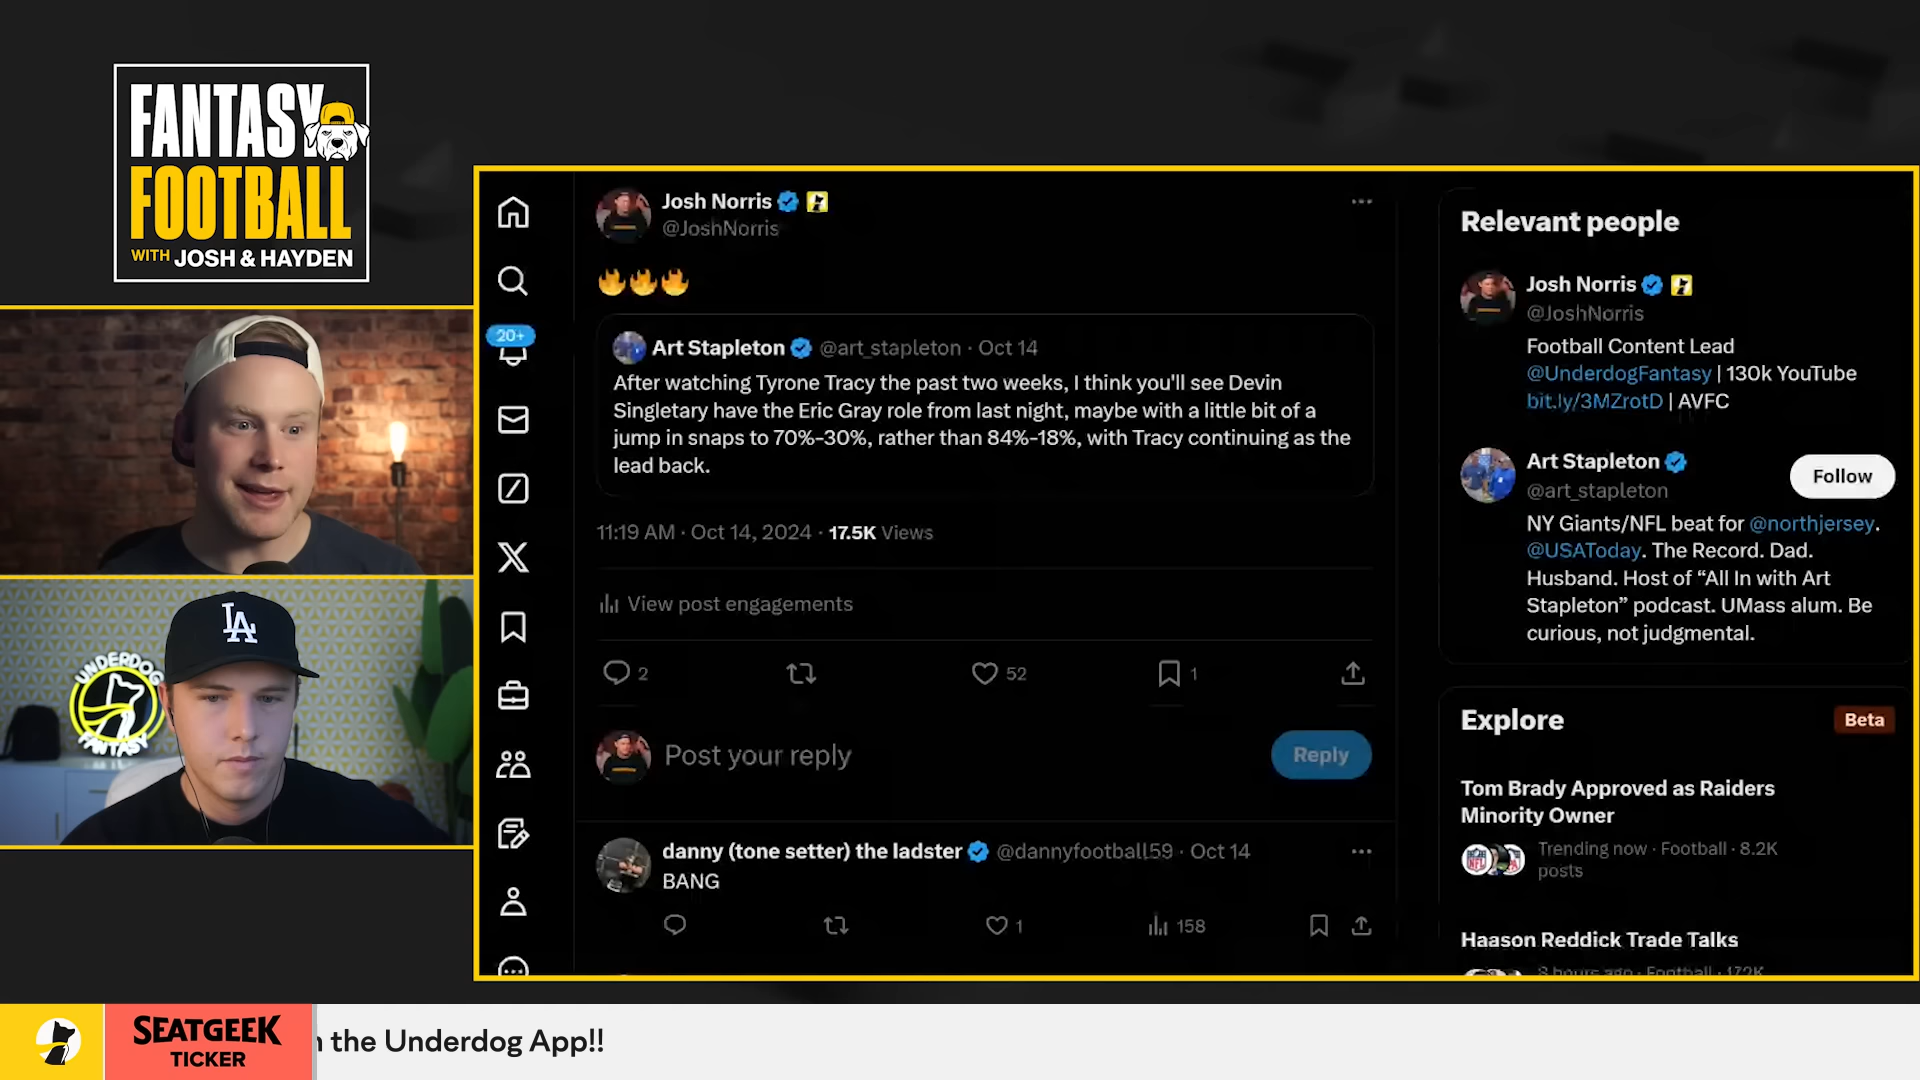 FANTASY
FOOTBALL
WITH JOSH & HAYDEN
LA
UNDERDOG
FANTASY
20+
Josh Norris
@JoshNorris
🔥🔥🔥
Art Stapleton @art_stapleton · Oct 14
After watching Tyrone Tracy the past two weeks, I think you'll see Devin
Singletary have the Eric Gray role from last night, maybe with a little bit of a
jump in snaps to 70%-30%, rather than 84%-18%, with Tracy continuing as the
lead back.
11:19 AM · Oct 14, 2024 · 17.5K Views
View post engagements
2
52
1
Post your reply
Reply
danny (tone setter) the ladster @dannyfootball59 · Oct 14
BANG
1
158
Relevant people
Josh Norris
@JoshNorris
Football Content Lead
@UnderdogFantasy | 130k YouTube
bit.ly/3MZrotD | AVFC
Art Stapleton
@art_stapleton
Follow
NY Giants/NFL beat for @northjersey.
@USAToday. The Record. Dad.
Husband. Host of “All In with Art
Stapleton” podcast. UMass alum. Be
curious, not judgmental.
Explore
Beta
Tom Brady Approved as Raiders
Minority Owner
Trending now · Football · 8.2K
posts
Haason Reddick Trade Talks
8 hours ago · Football · 172K
SEATGEEK
TICKER
the Underdog App!!